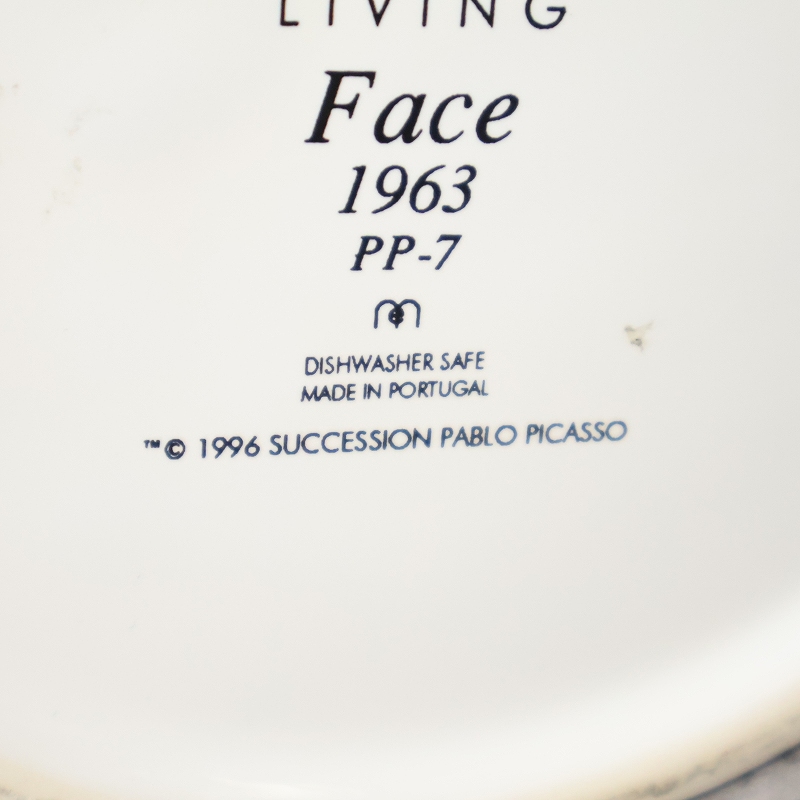 LIVING
Face
1963
PP-7
DISHWASHER SAFE
MADE IN PORTUGAL
™© 1996 SUCCESSION PABLO PICASSO